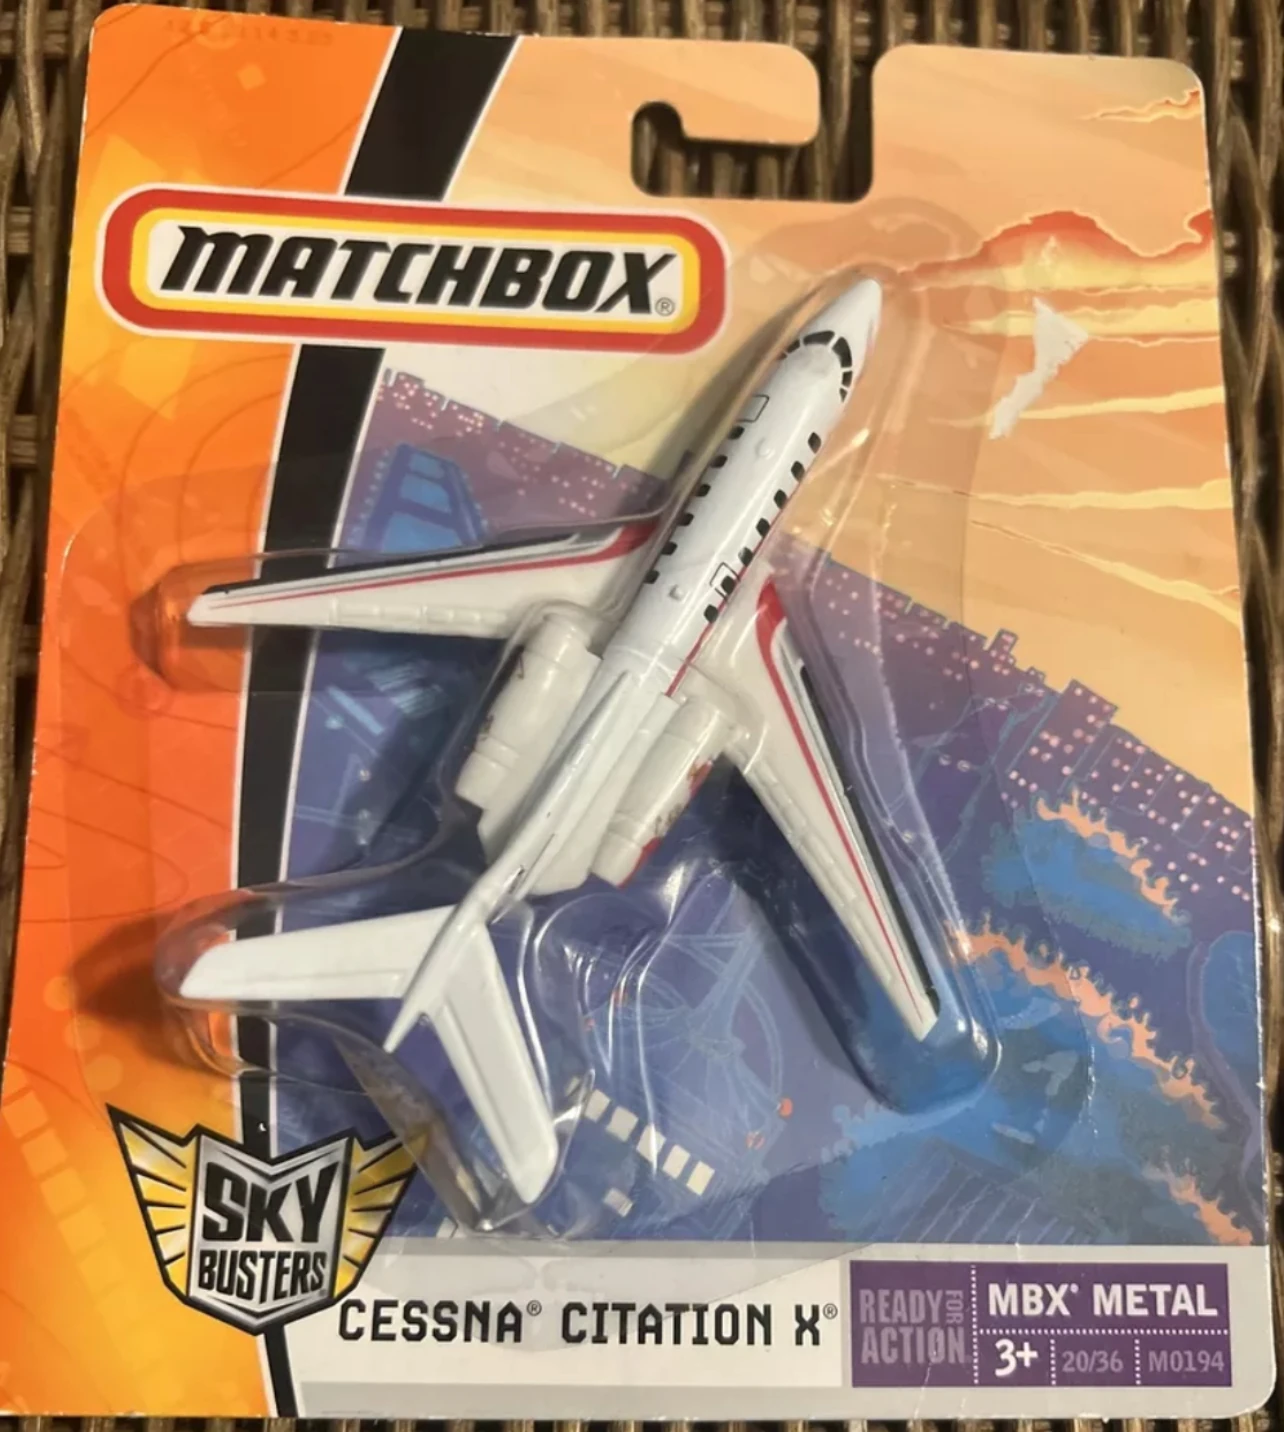 MATCHBOX®
SKY
BUSTERS
CESSNA® CITATION X®
READY FOR
ACTION
MBX® METAL
3+ 20/36 M0194